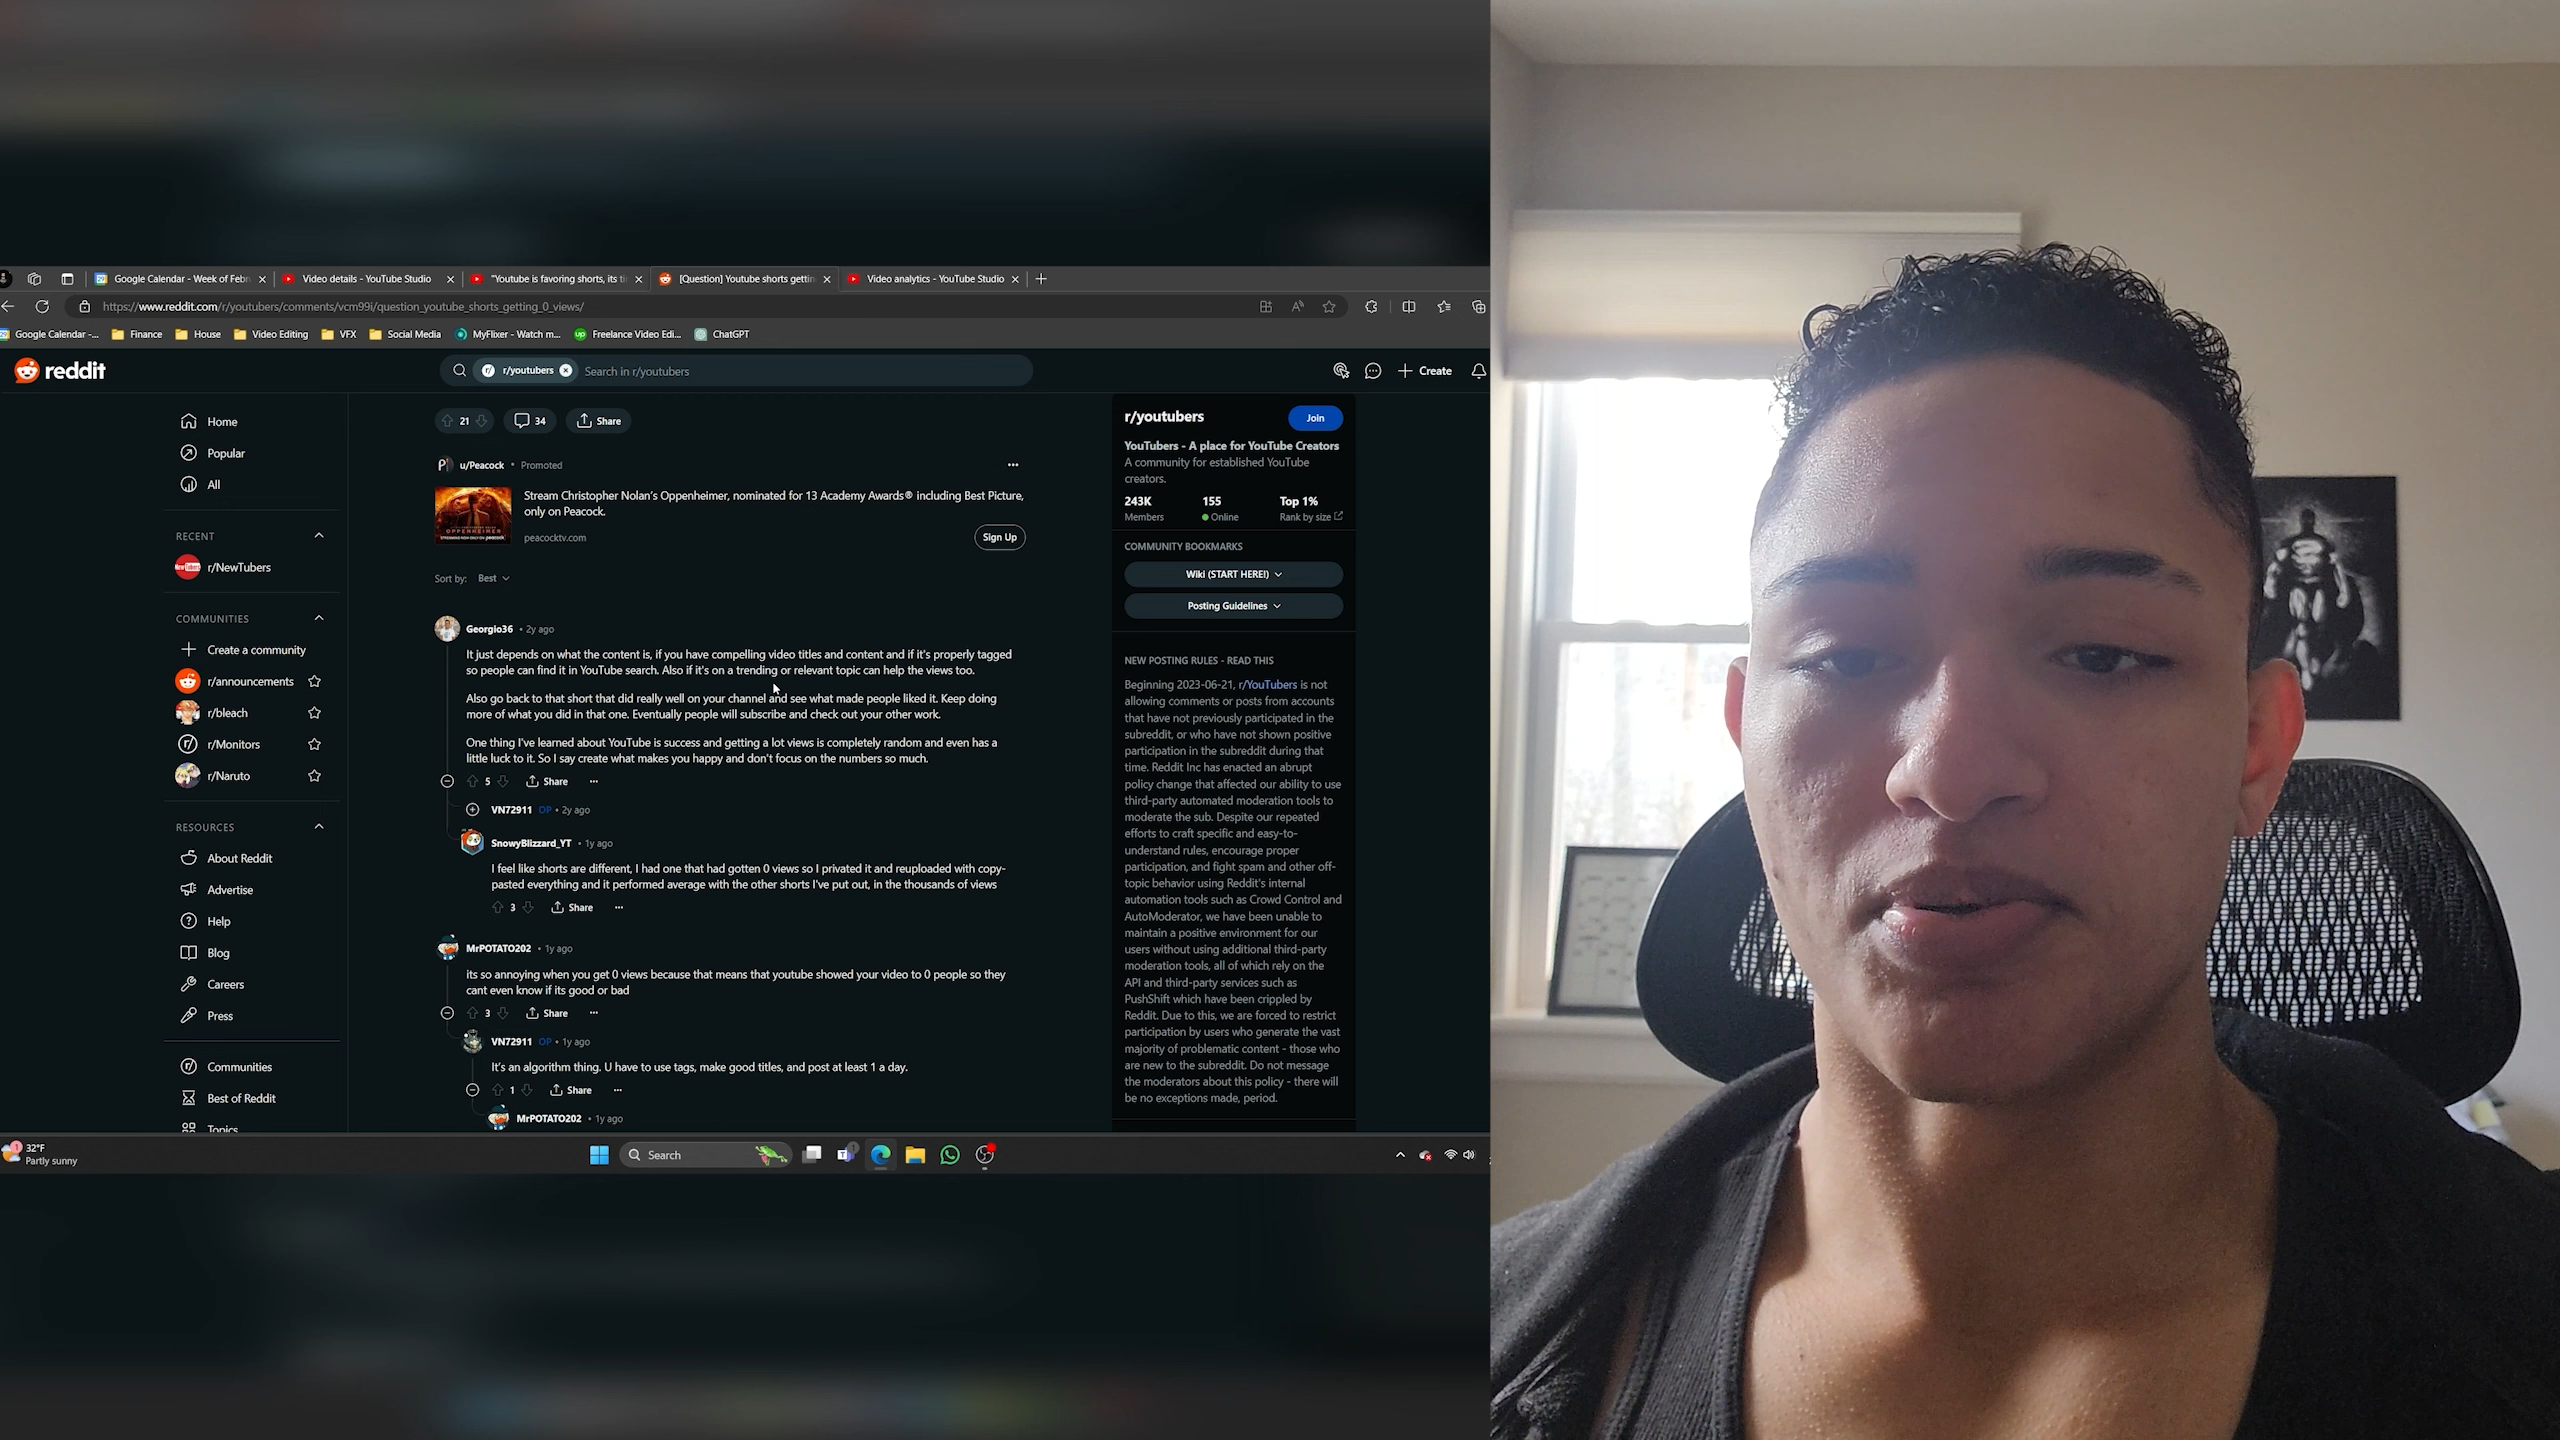 Google Calendar - Week of Febr
Video details - YouTube Studio
"Youtube is favoring shorts, its ti
[Question] Youtube shorts gettin
Video analytics - YouTube Studio
https://www.reddit.com/r/youtubers/comments/vcm99i/question_youtube_shorts_getting_0_views/
Google Calendar -...
Finance
House
Video Editing
VFX
Social Media
MyFlixer - Watch m...
Freelance Video Edi...
ChatGPT
reddit
r/youtubers
Search in r/youtubers
Create
Home
Popular
All
RECENT
r/NewTubers
COMMUNITIES
Create a community
r/announcements
r/bleach
r/Monitors
r/Naruto
RESOURCES
About Reddit
Advertise
Help
Blog
Careers
Press
Communities
Best of Reddit
Topics
21
34
Share
u/Peacock • Promoted
Stream Christopher Nolan's Oppenheimer, nominated for 13 Academy Awards® including Best Picture,
only on Peacock.
peacocktv.com
Sign Up
Sort by: Best
Georgio36 • 2y ago
It just depends on what the content is, if you have compelling video titles and content and if it's properly tagged
so people can find it in YouTube search. Also if it's on a trending or relevant topic can help the views too.
Also go back to that short that did really well on your channel and see what made people liked it. Keep doing
more of what you did in that one. Eventually people will subscribe and check out your other work.
One thing I've learned about YouTube is success and getting a lot views is completely random and even has a
little luck to it. So I say create what makes you happy and don't focus on the numbers so much.
5
Share
VN72911 OP • 2y ago
SnowyBlizzard_YT • 1y ago
I feel like shorts are different, I had one that had gotten 0 views so I privated it and reuploaded with copy-
pasted everything and it performed average with the other shorts I've put out, in the thousands of views
3
Share
MrPOTATO202 • 1y ago
its so annoying when you get 0 views because that means that youtube showed your video to 0 people so they
cant even know if its good or bad
3
Share
VN72911 OP • 1y ago
It's an algorithm thing. U have to use tags, make good titles, and post at least 1 a day.
1
Share
MrPOTATO202 • 1y ago
r/youtubers
Join
YouTubers - A place for YouTube Creators
A community for established YouTube
creators.
243K
155
Top 1%
Members
Online
Rank by size
COMMUNITY BOOKMARKS
Wiki (START HERE!)
Posting Guidelines
NEW POSTING RULES - READ THIS
Beginning 2023-06-21, r/YouTubers is not
allowing comments or posts from accounts
that have not previously participated in the
subreddit, or who have not shown positive
participation in the subreddit during that
time. Reddit Inc has enacted an abrupt
policy change that affected our ability to use
third-party automated moderation tools to
moderate the sub. Despite our repeated
efforts to craft specific and easy-to-
understand rules, encourage proper
participation, and fight spam and other off-
topic behavior using Reddit's internal
automation tools such as Crowd Control and
AutoModerator, we have been unable to
maintain a positive environment for our
users without using additional third-party
moderation tools, all of which rely on the
API and third-party services such as
PushShift which have been crippled by
Reddit. Due to this, we are forced to restrict
participation by users who generate the vast
majority of problematic content - those who
are new to the subreddit. Do not message
the moderators about this policy - there will
be no exceptions made, period.
32°F
Partly sunny
Search